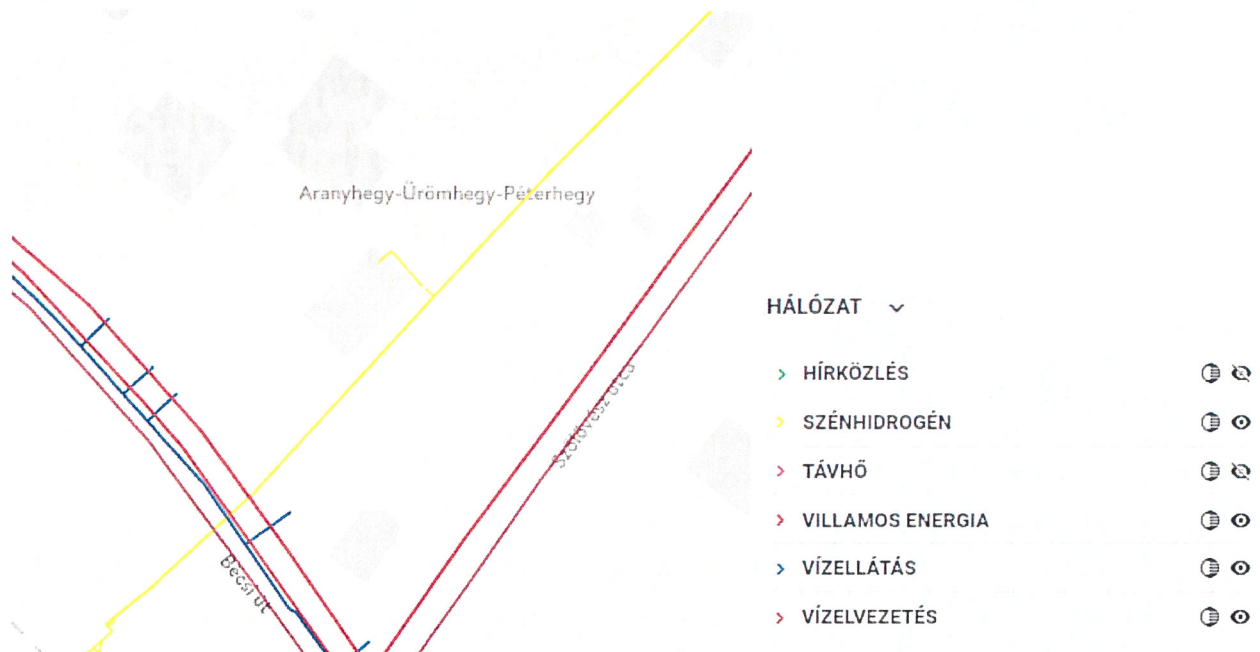 Aranyhegy-Ürömhegy-Péterhegy
Szőlővész utca
Bécsi út
HÁLÓZAT
HÍRKÖZLÉS
SZÉNHIDROGÉN
TÁVHŐ
VILLAMOS ENERGIA
VÍZELLÁTÁS
VÍZELVEZETÉS